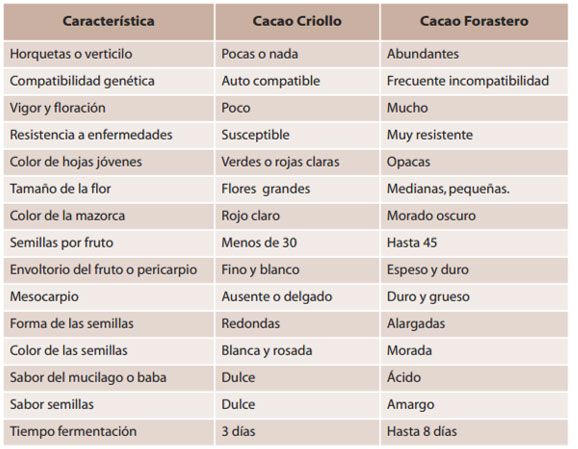 Característica Cacao Criollo Cacao Forastero
Horquetas o verticilo Pocas o nada Abundantes
Compatibilidad genética Auto compatible Frecuente incompatibilidad
Vigor y floración Poco Mucho
Resistencia a enfermedades Susceptible Muy resistente
Color de hojas jóvenes Verdes o rojas claras Opacas
Tamaño de la flor Flores grandes Medianas, pequeñas.
Color de la mazorca Rojo claro Morado oscuro
Semillas por fruto Menos de 30 Hasta 45
Envoltorio del fruto o pericarpio Fino y blanco Espeso y duro
Mesocarpio Ausente o delgado Duro y grueso
Forma de las semillas Redondas Alargadas
Color de las semillas Blanca y rosada Morada
Sabor del mucilago o baba Dulce Ácido
Sabor semillas Dulce Amargo
Tiempo fermentación 3 días Hasta 8 días